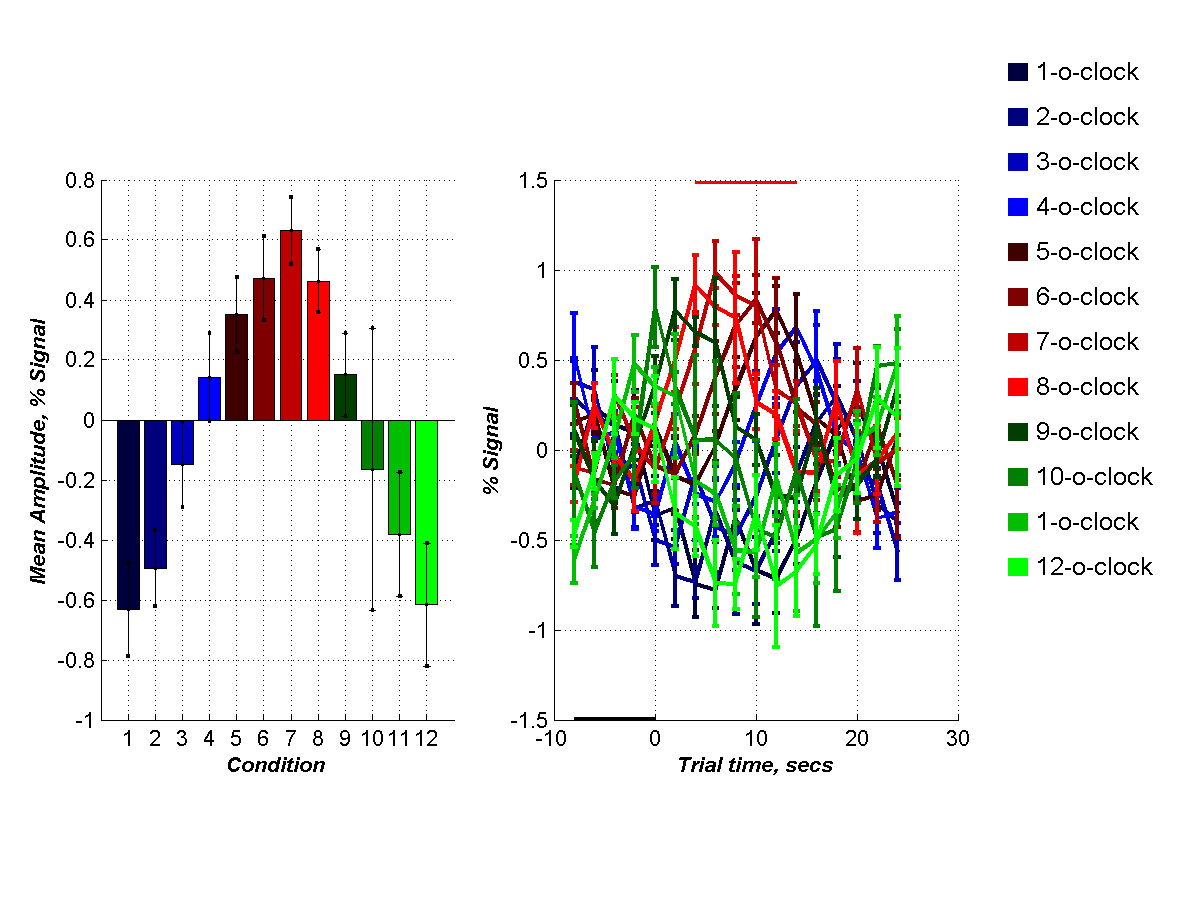 1-o-clock
2-o-clock
3-o-clock
4-o-clock
5-o-clock
6-o-clock
7-o-clock
8-o-clock
9-o-clock
10-o-clock
1-o-clock
12-o-clock
Mean Amplitude, % Signal
0.8
0.6
0.4
0.2
0
-0.2
-0.4
-0.6
-0.8
-1
1 2 3 4 5 6 7 8 9 10 11 12
Condition
% Signal
1.5
1
0.5
0
-0.5
-1
-1.5
-10 0 10 20 30
Trial time, secs